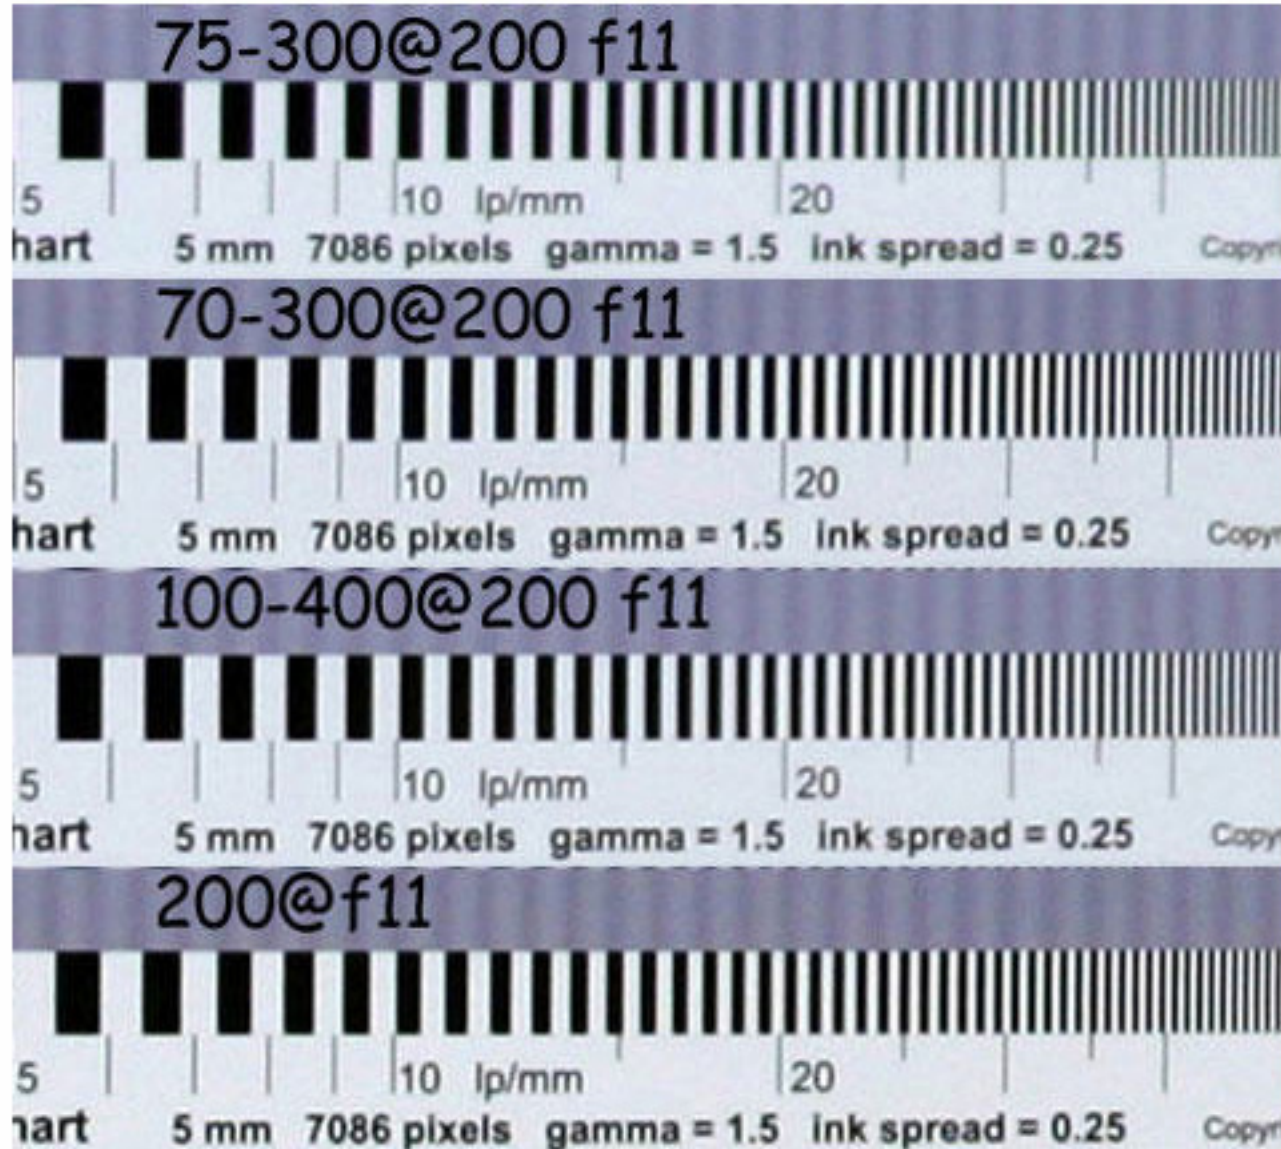 75-300@200 f11
5 10 lp/mm 20
hart 5 mm 7086 pixels gamma = 1.5 ink spread = 0.25
70-300@200 f11
5 10 lp/mm 20
hart 5 mm 7086 pixels gamma = 1.5 ink spread = 0.25 Copy
100-400@200 f11
5 10 lp/mm 20
hart 5 mm 7086 pixels gamma = 1.5 ink spread = 0.25 Copy
200@f11
5 10 lp/mm 20
hart 5 mm 7086 pixels gamma = 1.5 ink spread = 0.25 Copy